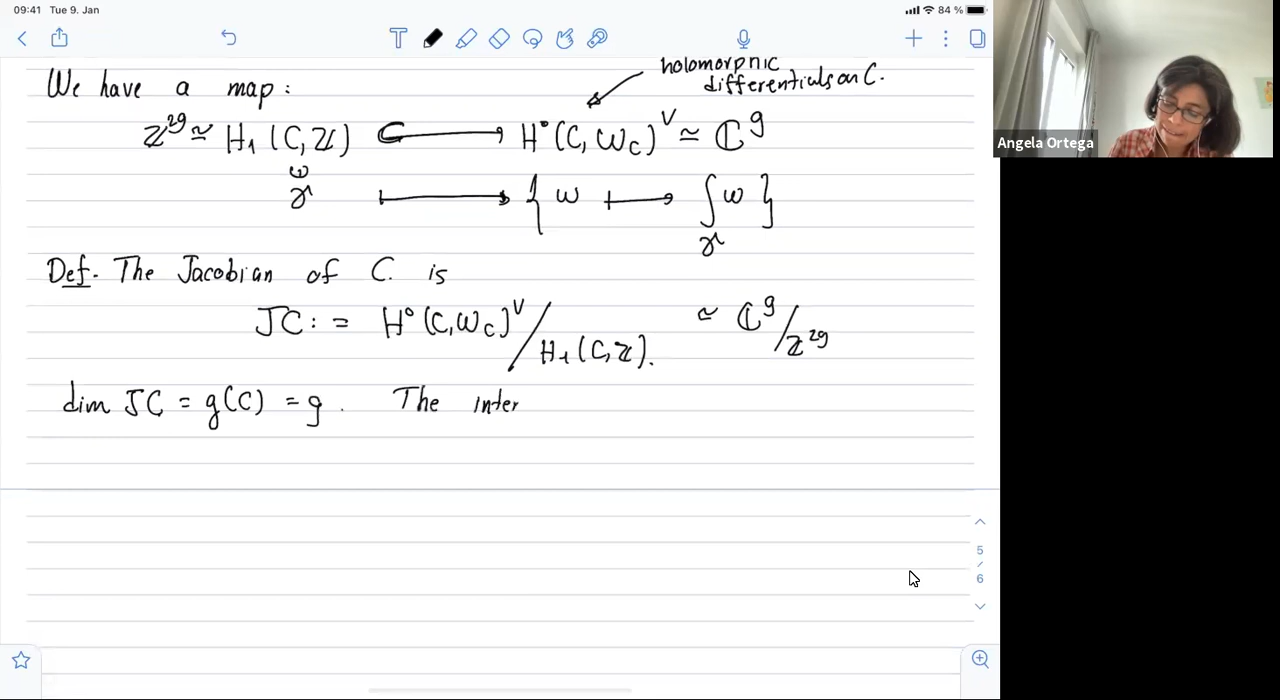 09:41 Tue 9. Jan
84 %
We have a map :
holomorphic
differentials on C.
ℤ^2g ≃ H₁ (C, ℤ) ↪ H⁰ (C, ω_C)^∨ ≃ ℂ^g
γ ↦ { ω ↦ ∫_γ ω }
Def. The Jacobian of C. is
JC : = H⁰ (C, ω_C)^∨ / H₁ (C, ℤ). ≃ ℂ^g / ℤ^2g
dim JC = g(C) = g . The inter
5
/
6
Angela Ortega